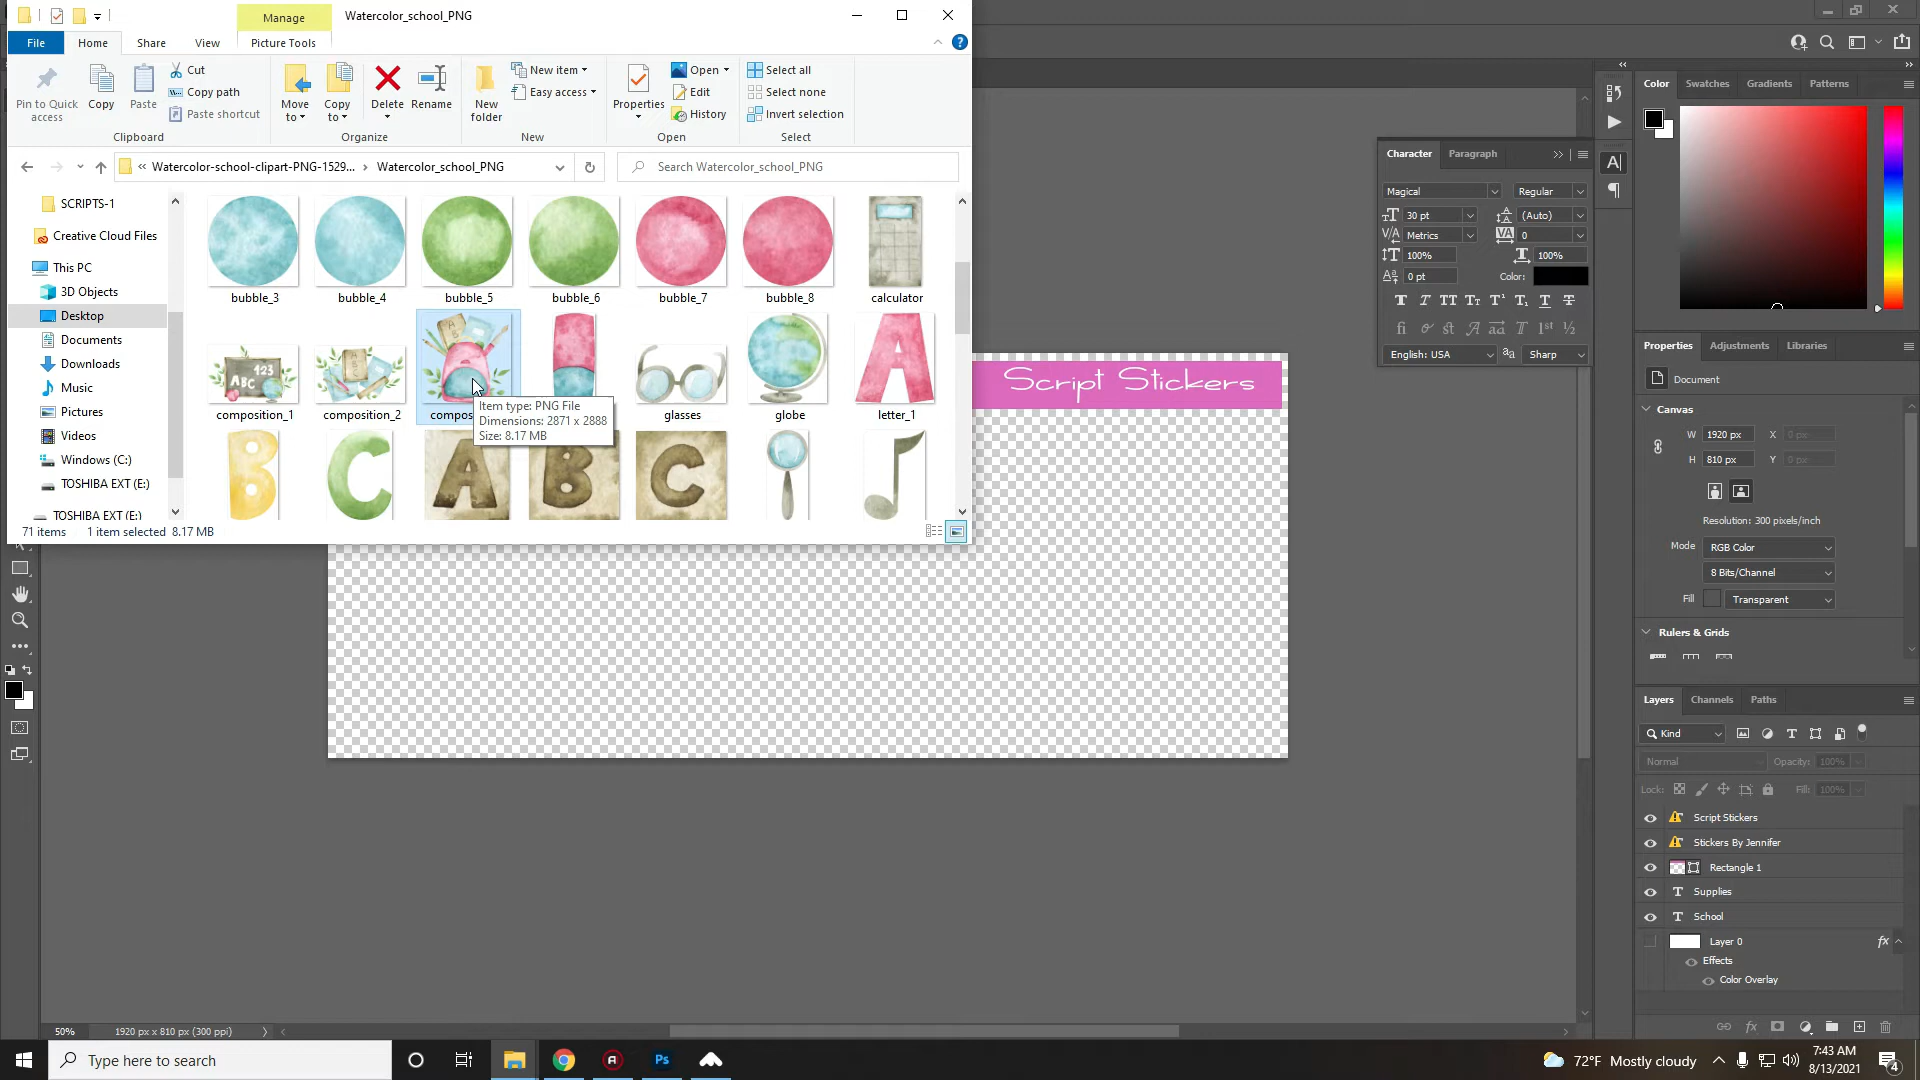 Manage
Watercolor_school_PNG
File
Home
Share
View
Picture Tools
Pin to Quick access
Copy
Paste
Cut
Copy path
Paste shortcut
Move to
Copy to
Delete
Rename
New folder
New item
Easy access
Properties
Open
Edit
History
Select all
Select none
Invert selection
Clipboard
Organize
New
Open
Select
« Watercolor-school-clipart-PNG-1529... › Watercolor_school_PNG
Search Watercolor_school_PNG
SCRIPTS-1
Creative Cloud Files
This PC
3D Objects
Desktop
Documents
Downloads
Music
Pictures
Videos
Windows (C:)
TOSHIBA EXT (E:)
TOSHIBA EXT (E:)
bubble_3
bubble_4
bubble_5
bubble_6
bubble_7
bubble_8
calculator
ABC
123
composition_1
composition_2
compos
glasses
globe
A
letter_1
Item type: PNG File
Dimensions: 2871 x 2888
Size: 8.17 MB
B
C
A
B
C
71 items
1 item selected 8.17 MB
Script Stickers
Character
Paragraph
Magical
Regular
30 pt
(Auto)
Metrics
0
100%
100%
0 pt
Color:
English: USA
Sharp
Color
Swatches
Gradients
Patterns
Properties
Adjustments
Libraries
Document
Canvas
W 1920 px X 0 px
H 810 px Y 0 px
Resolution: 300 pixels/inch
Mode RGB Color
8 Bits/Channel
Fill Transparent
Rulers & Grids
Layers
Channels
Paths
Kind
Normal
Opacity: 100%
Lock:
Fill: 100%
Script Stickers
Stickers By Jennifer
Rectangle 1
Supplies
School
Layer 0
fx
Effects
Color Overlay
50%
1920 px x 810 px (300 ppi)
Type here to search
Ps
72°F Mostly cloudy
7:43 AM
8/13/2021
4